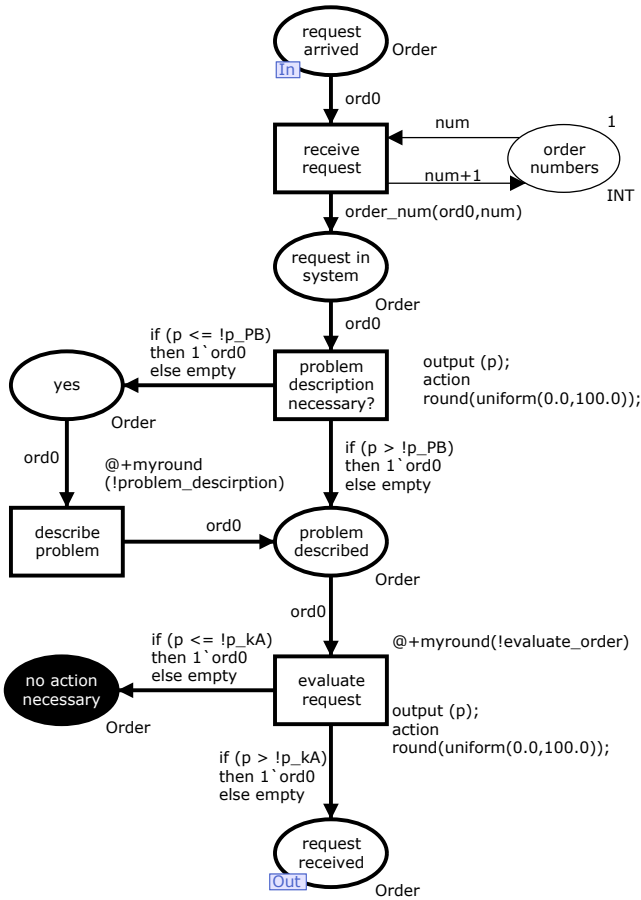 request
arrived
Order
In
ord0
num
1
receive
request
order
numbers
num+1
INT
order_num(ord0,num)
request in
system
Order
ord0
if (p <= !p_PB)
then 1`ord0
else empty
yes
Order
problem
description
necessary?
output (p);
action
round(uniform(0.0,100.0));
if (p > !p_PB)
then 1`ord0
else empty
ord0
@+myround
(!problem_descirption)
describe
problem
ord0
problem
described
Order
ord0
if (p <= !p_kA)
then 1`ord0
else empty
@+myround(!evaluate_order)
no action
necessary
Order
evaluate
request
output (p);
action
round(uniform(0.0,100.0));
if (p > !p_kA)
then 1`ord0
else empty
request
received
Out
Order